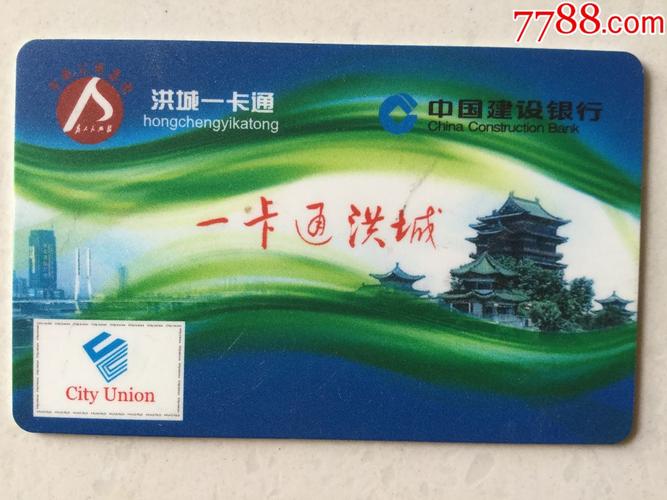 7788.com
洪城一卡通
hongchengyikatong
中国建设银行
China Construction Bank
一卡通洪城
City Union